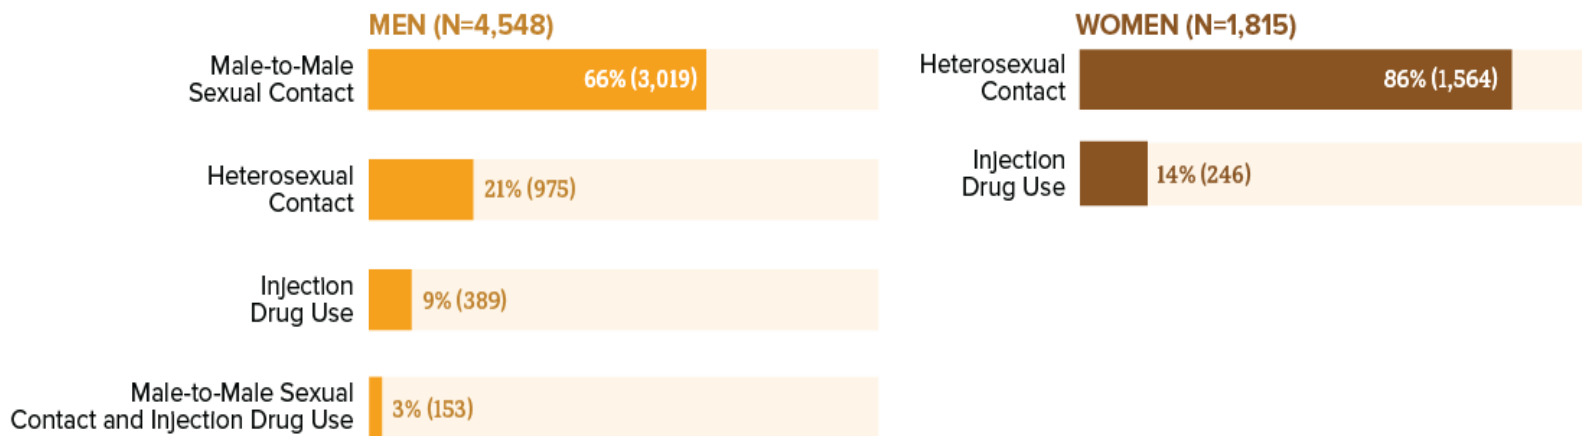 MEN (N=4,548)
Male-to-Male
Sexual Contact
66% (3,019)
Heterosexual
Contact
21% (975)
Injection
Drug Use
9% (389)
Male-to-Male Sexual
Contact and Injection Drug Use
3% (153)
WOMEN (N=1,815)
Heterosexual
Contact
86% (1,564)
Injection
Drug Use
14% (246)